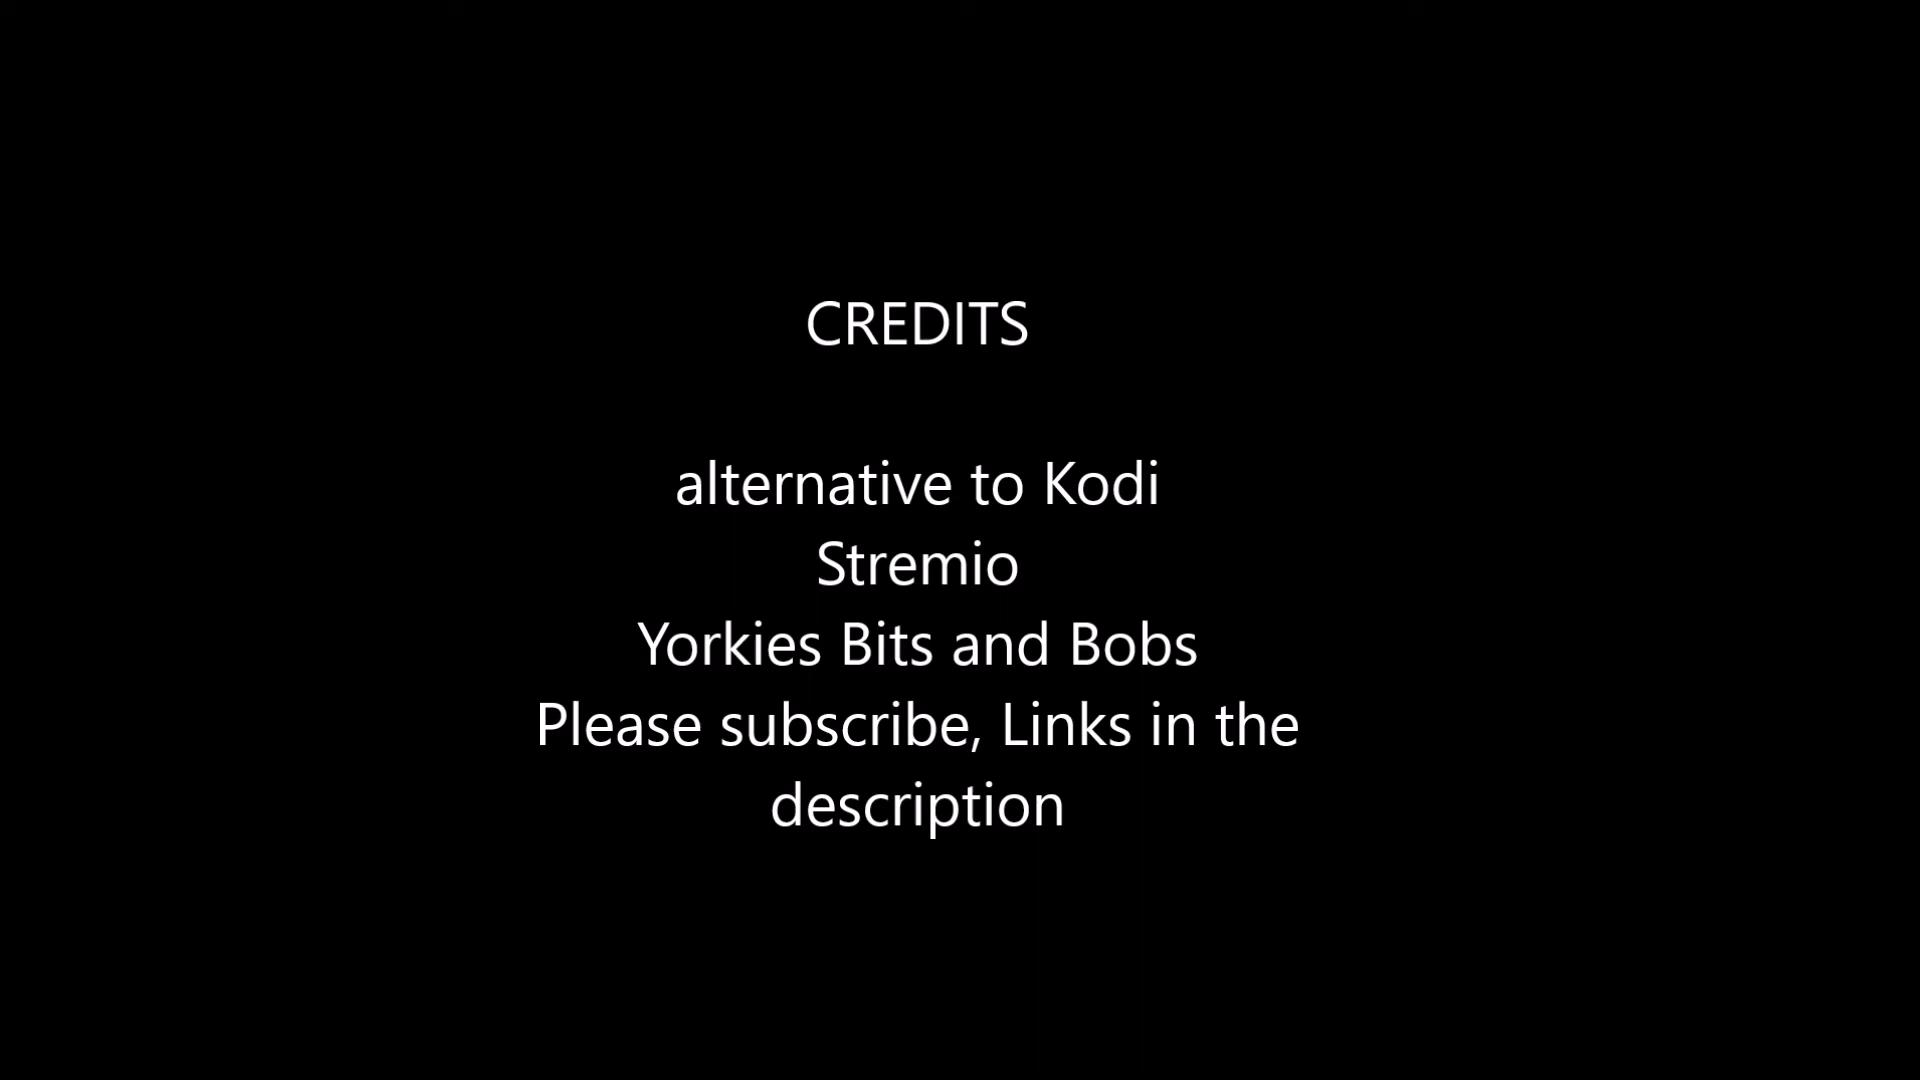 CREDITS
alternative to Kodi
Stremio
Yorkies Bits and Bobs
Please subscribe, Links in the
description